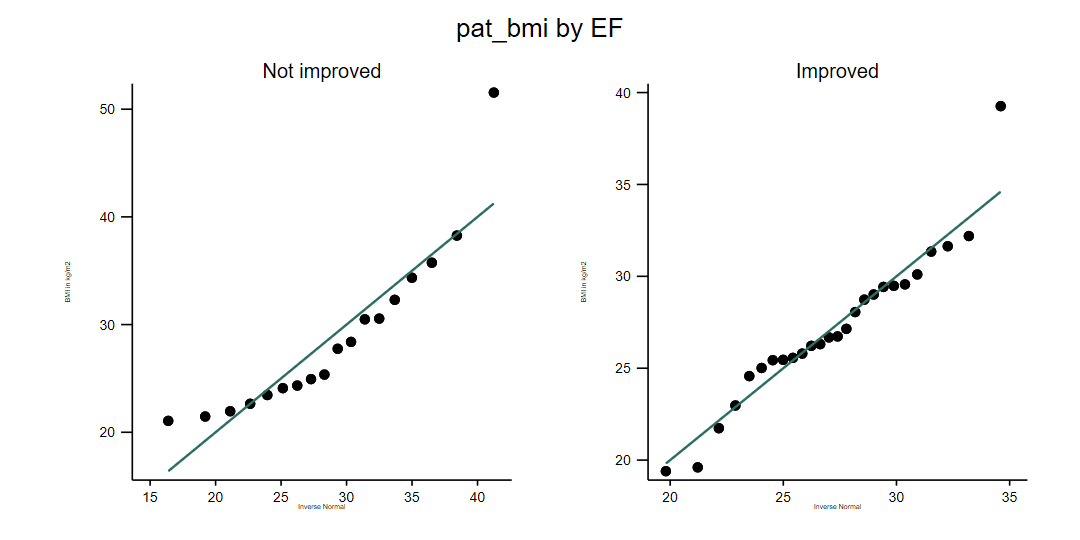 pat_bmi by EF
Not improved
50
40
30
20
BMI in kg/m2
15 20 25 30 35 40
Inverse Normal
Improved
40
35
30
25
20
BMI in kg/m2
20 25 30 35
Inverse Normal